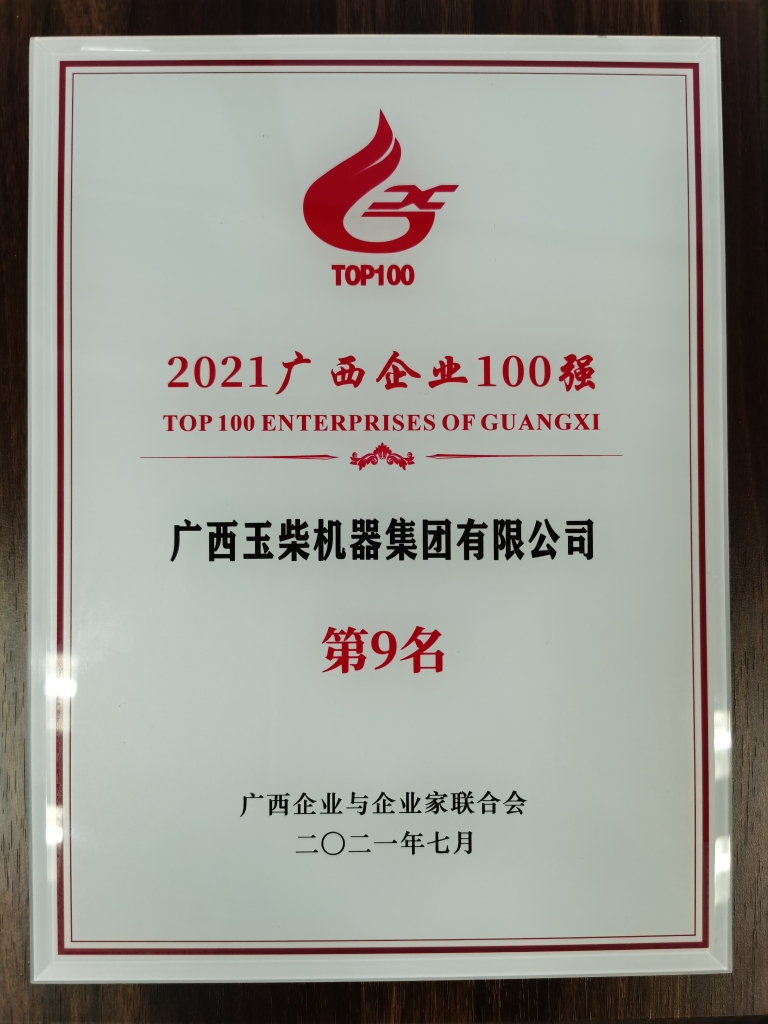 TOP100
2021广西企业100强
TOP 100 ENTERPRISES OF GUANGXI
广西玉柴机器集团有限公司
第9名
广西企业与企业家联合会
二〇二一年七月